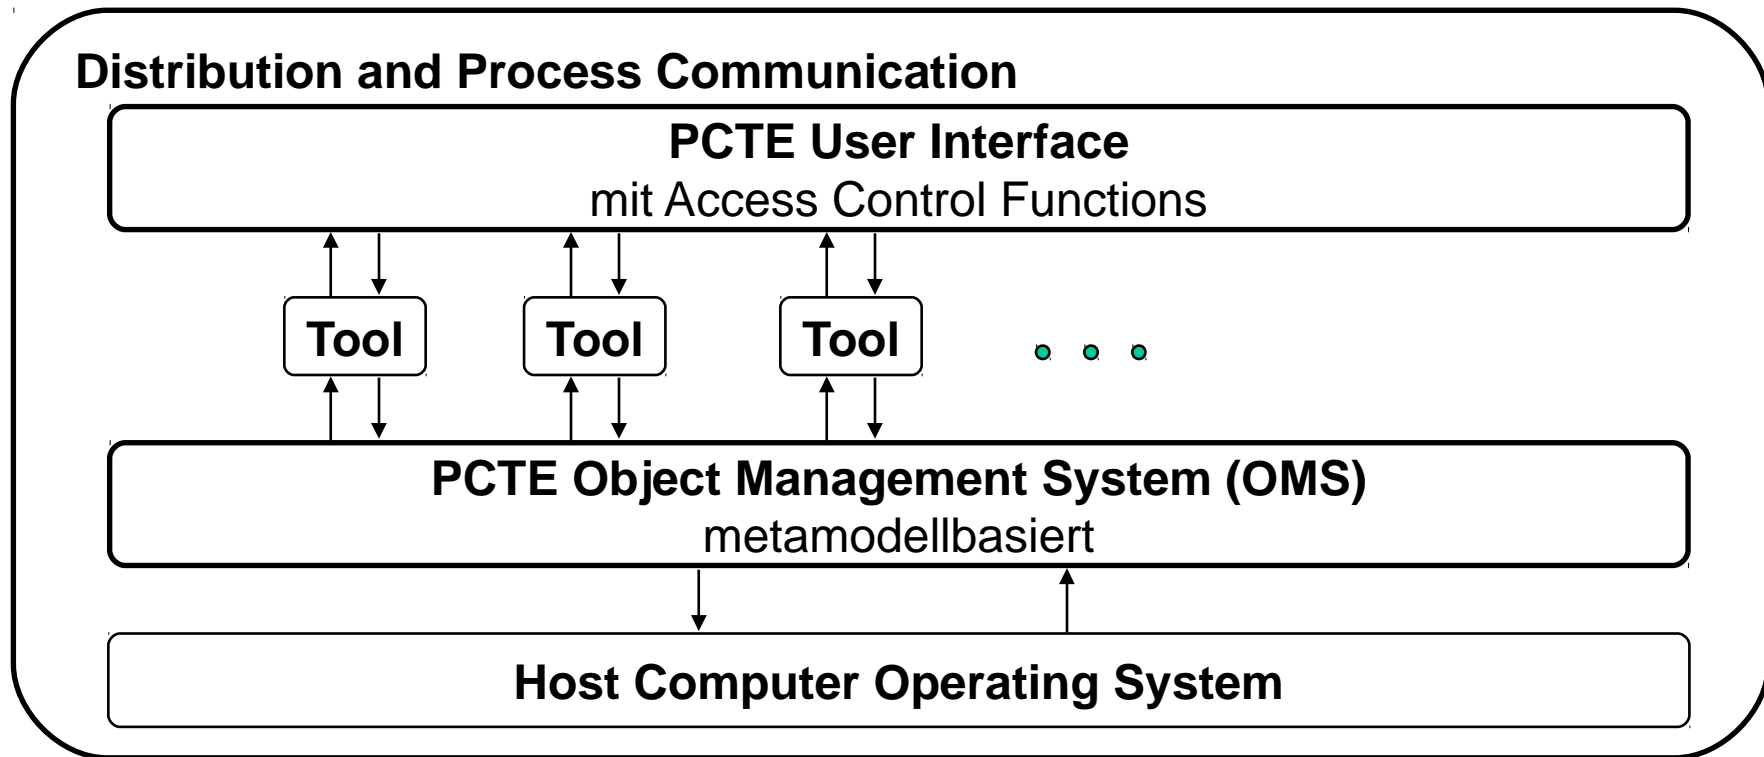 Distribution and Process Communication
PCTE User Interface
mit Access Control Functions
Tool
Tool
Tool
PCTE Object Management System (OMS)
metamodellbasiert
Host Computer Operating System